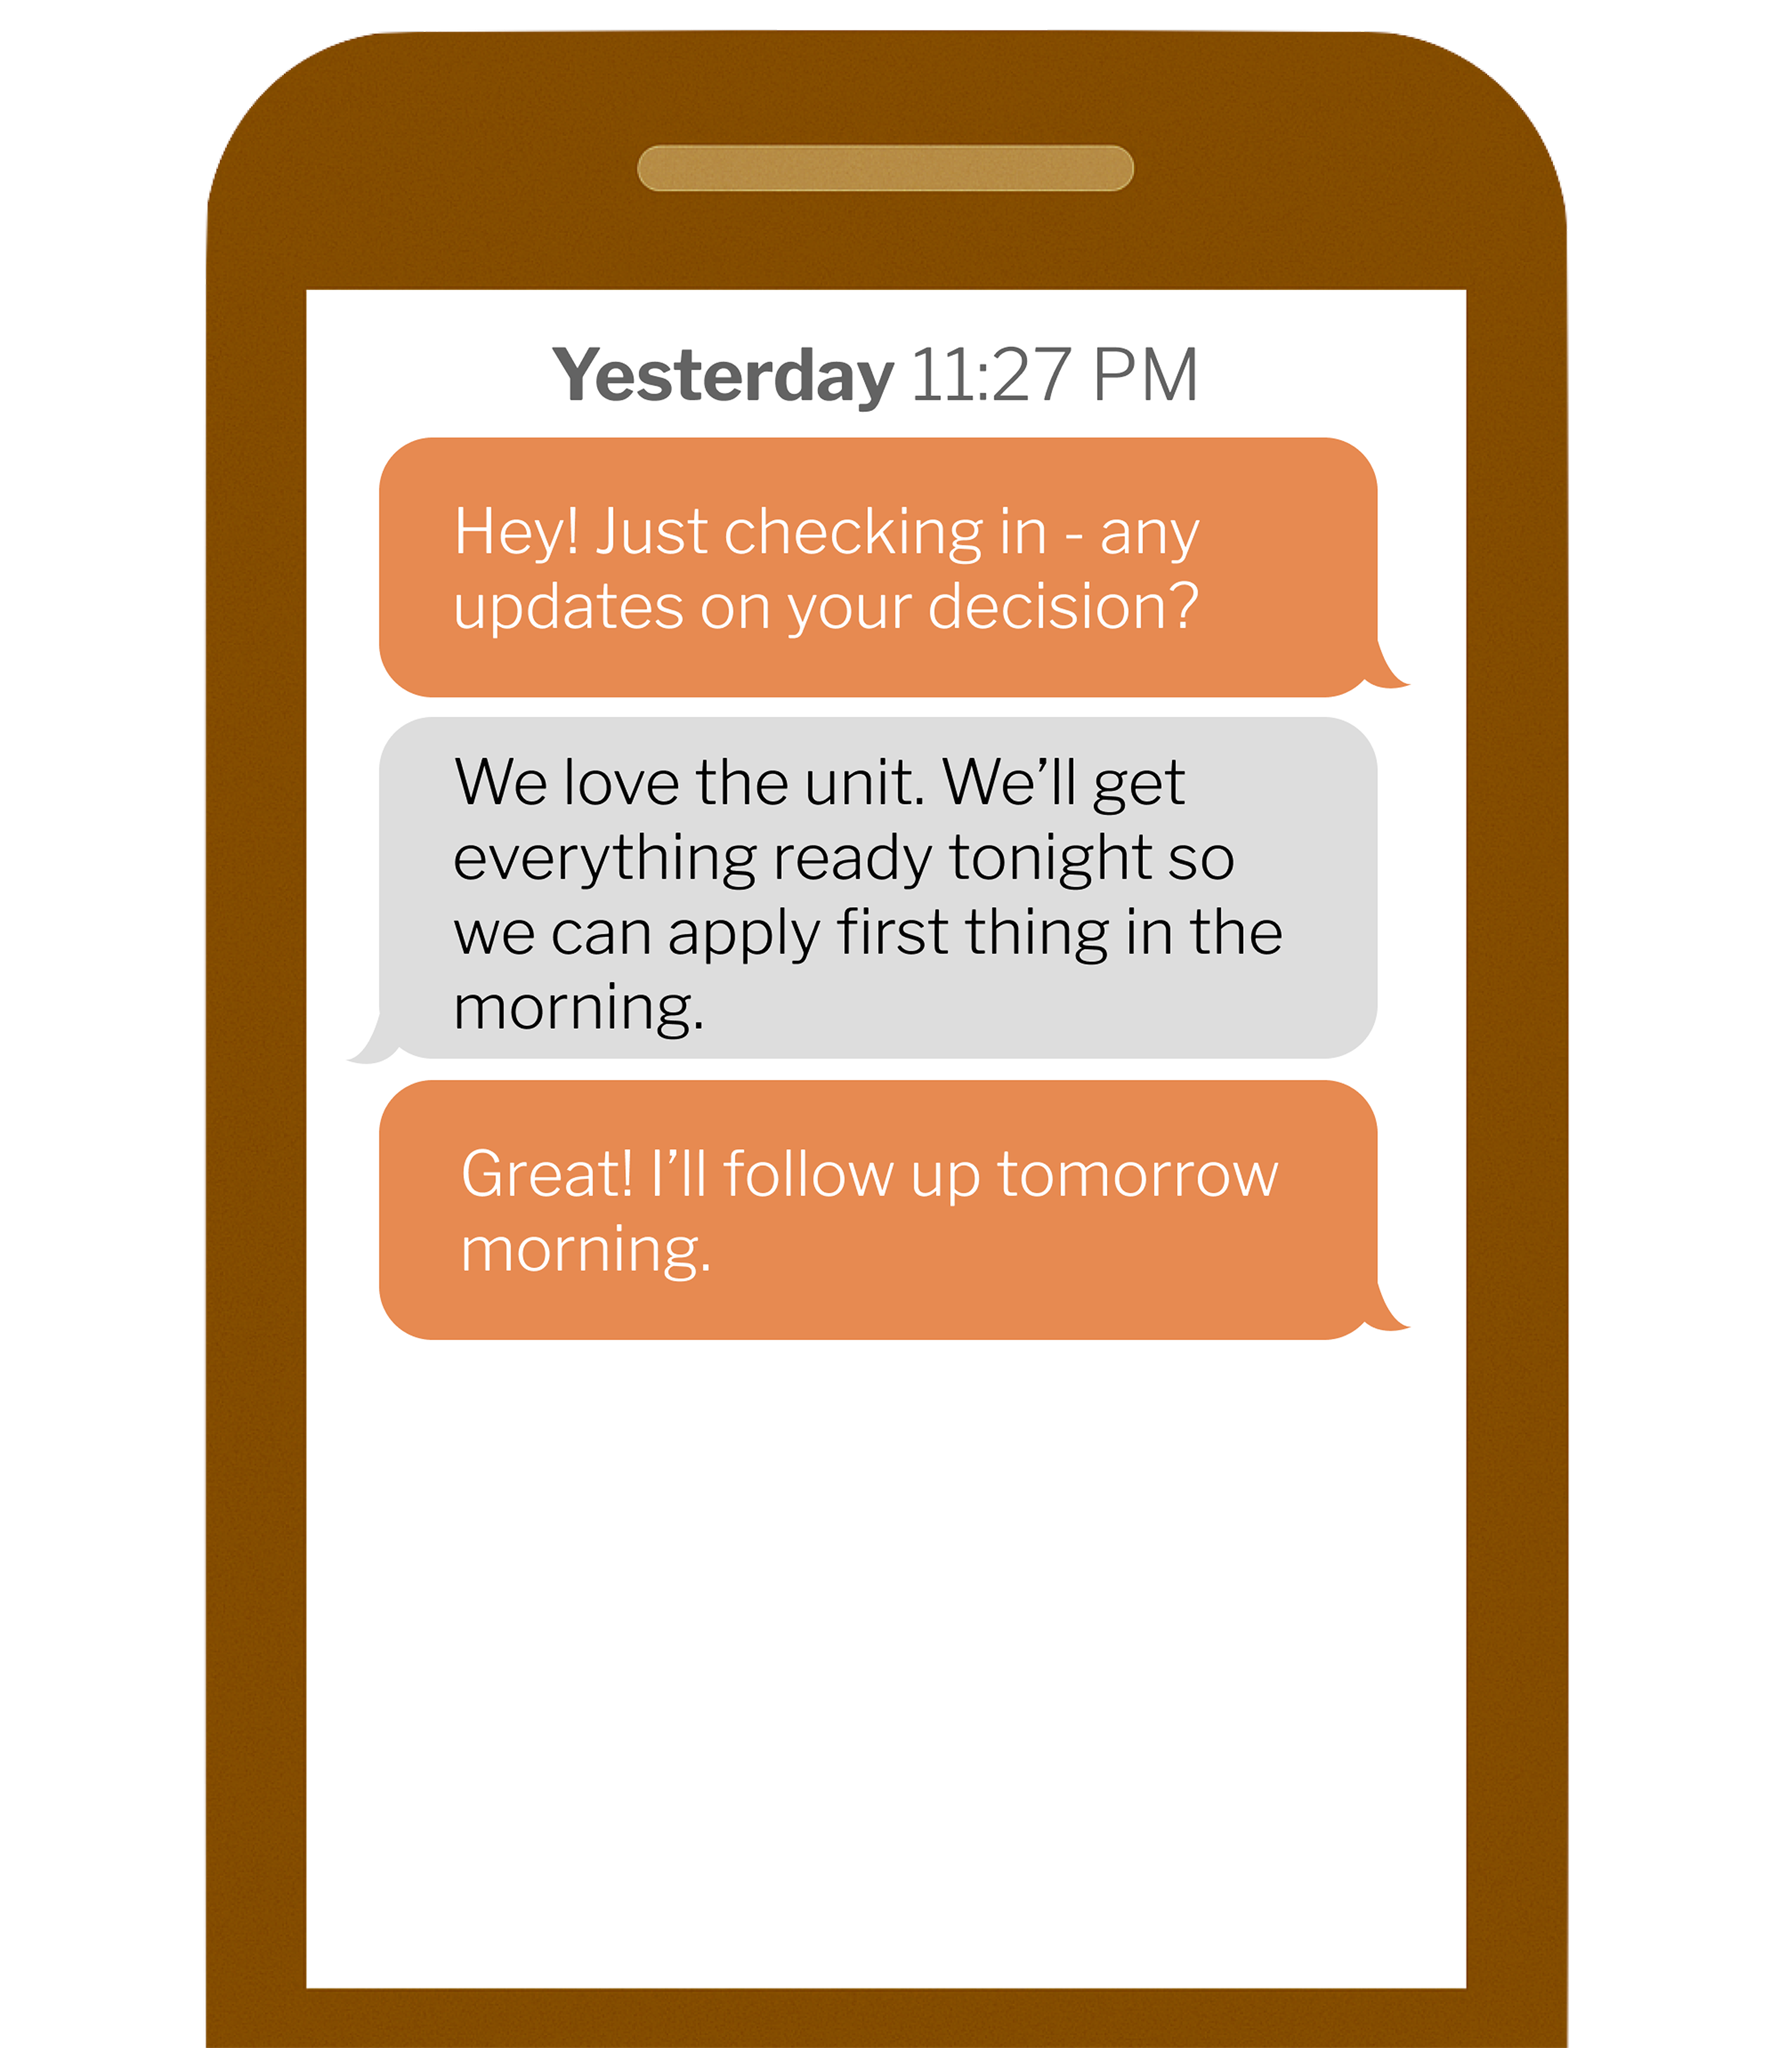 Yesterday 11:27 PM
Hey! Just checking in - any
updates on your decision?
We love the unit. We’ll get
everything ready tonight so
we can apply first thing in the
morning.
Great! I’ll follow up tomorrow
morning.